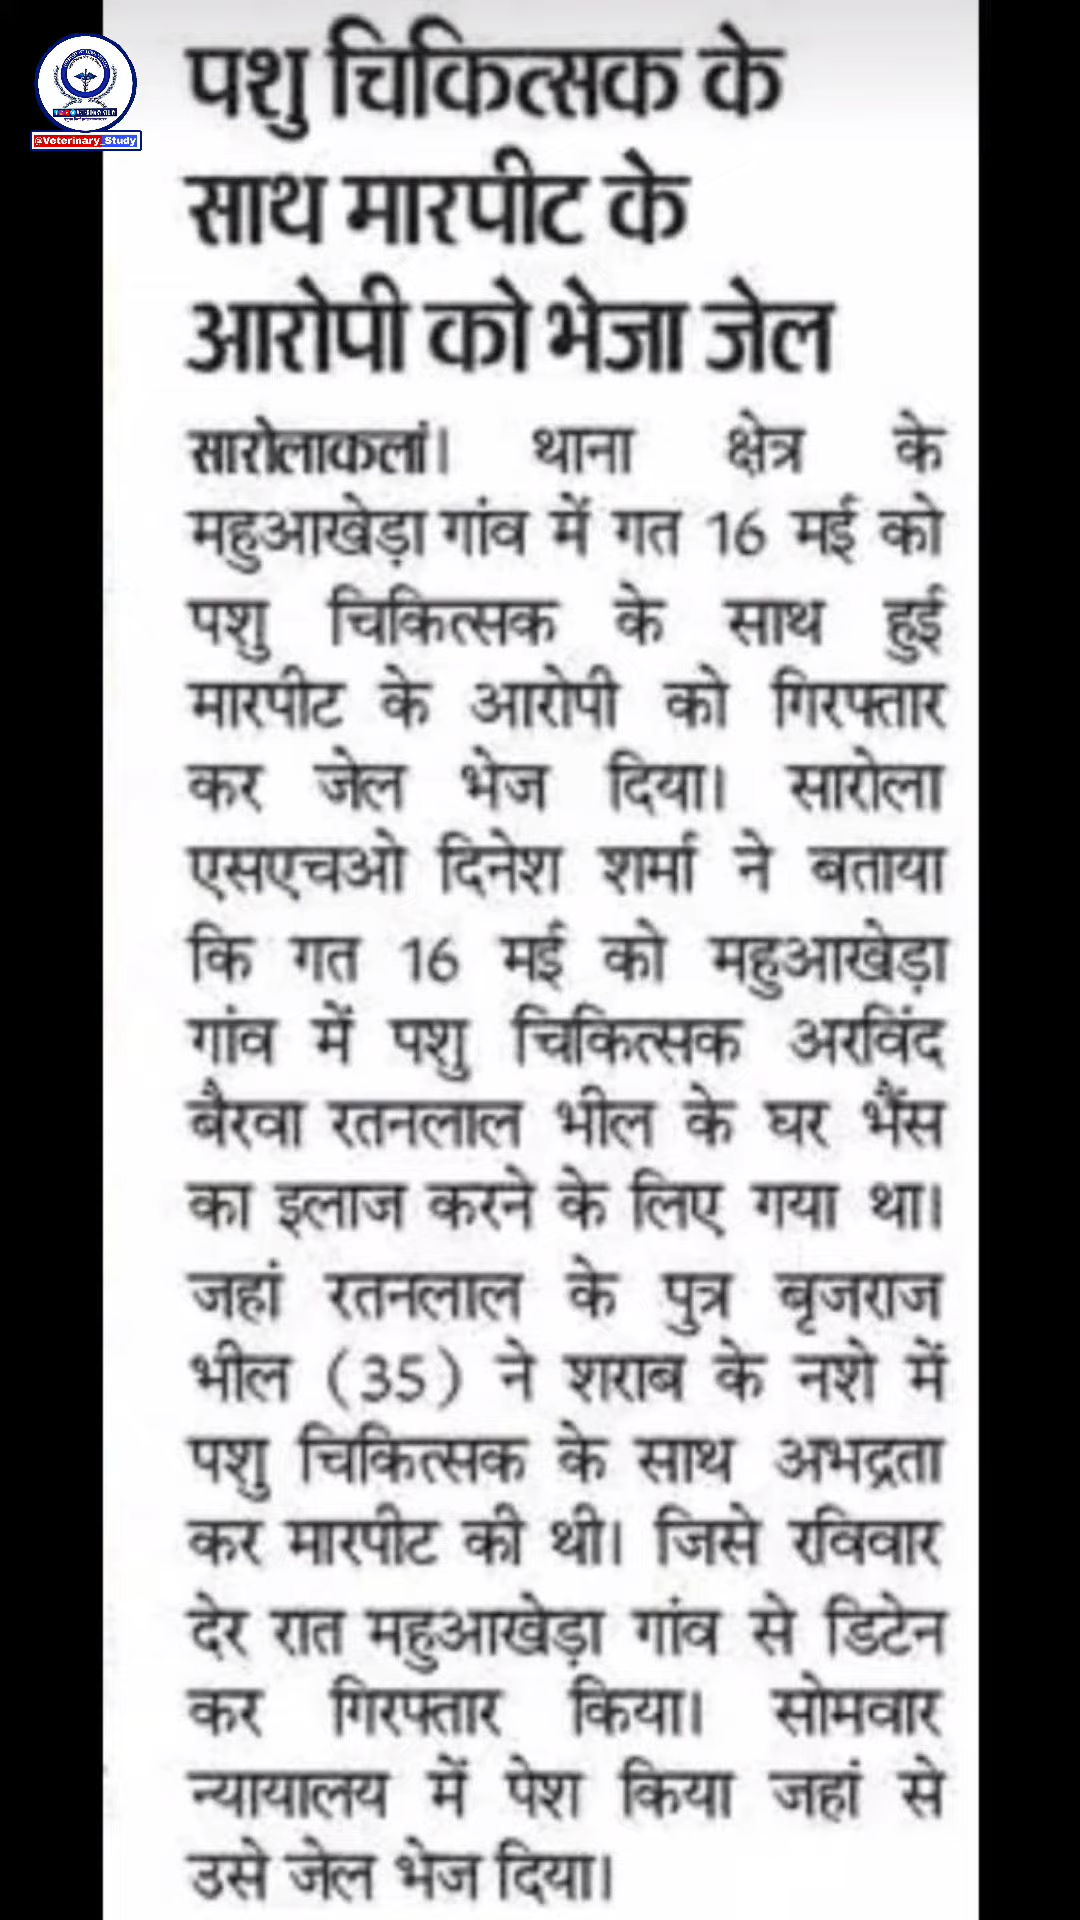 @Veterinary_Study
पशु चिकित्सक के
साथ मारपीट के
आरोपी को भेजा जेल
सारोलाकलां। थाना क्षेत्र के
महुआखेड़ा गांव में गत 16 मई को
पशु चिकित्सक के साथ हुई
मारपीट के आरोपी को गिरफ्तार
कर जेल भेज दिया। सारोला
एसएचओ दिनेश शर्मा ने बताया
कि गत 16 मई को महुआखेड़ा
गांव में पशु चिकित्सक अरविंद
बैरवा रतनलाल भील के घर भैंस
का इलाज करने के लिए गया था।
जहां रतनलाल के पुत्र बृजराज
भील (35) ने शराब के नशे में
पशु चिकित्सक के साथ अभद्रता
कर मारपीट की थी। जिसे रविवार
देर रात महुआखेड़ा गांव से डिटेन
कर गिरफ्तार किया। सोमवार
न्यायालय में पेश किया जहां से
उसे जेल भेज दिया।